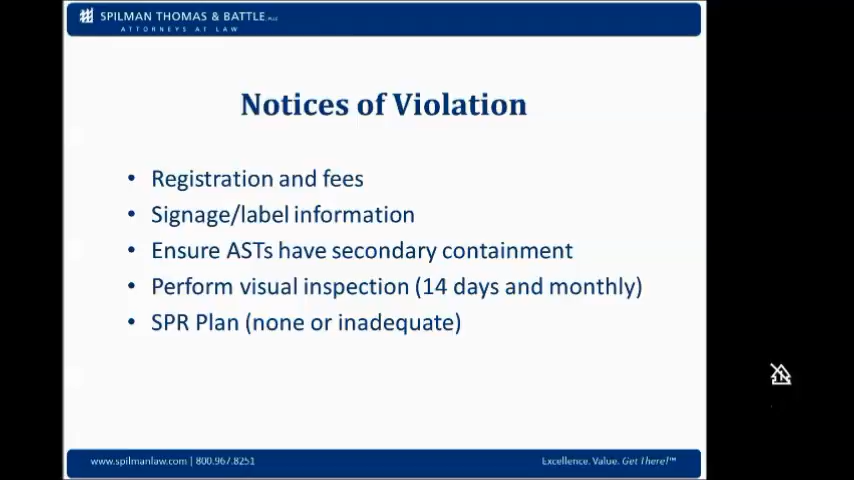 SPILMAN THOMAS & BATTLE PLLC
ATTORNEYS AT LAW
Notices of Violation
• Registration and fees
• Signage/label information
• Ensure ASTs have secondary containment
• Perform visual inspection (14 days and monthly)
• SPR Plan (none or inadequate)
www.spilmanlaw.com | 800.967.8251
Excellence. Value. Get There!™